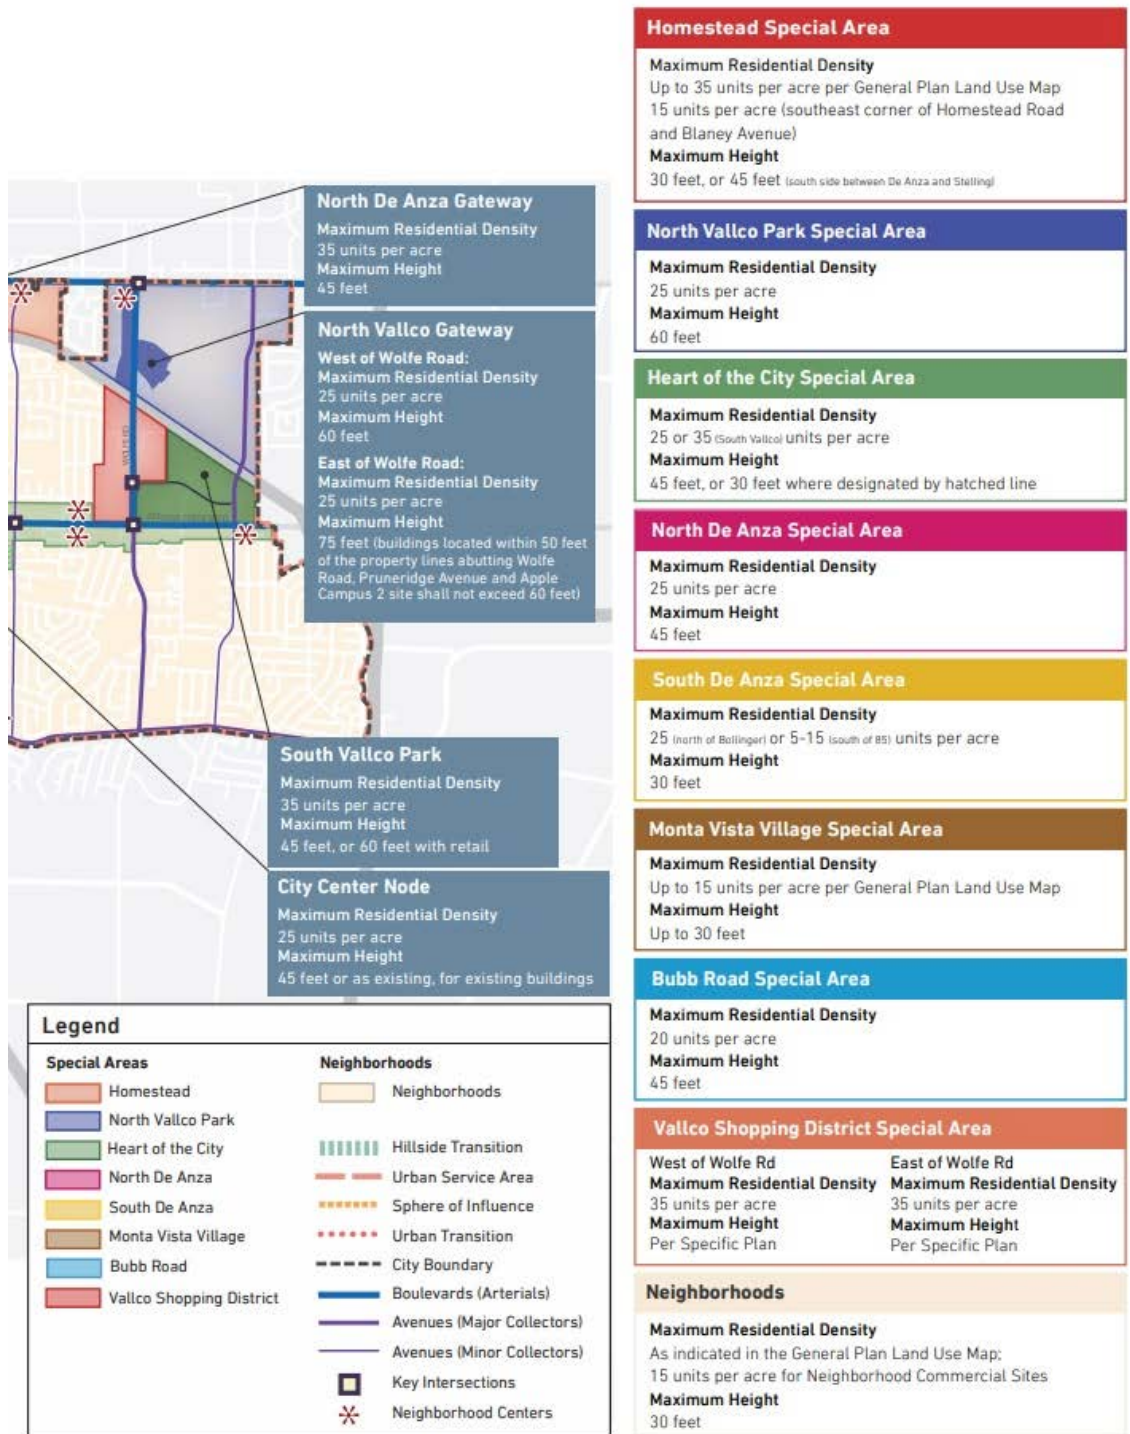 Homestead Special Area
Maximum Residential Density
Up to 35 units per acre per General Plan Land Use Map
15 units per acre (southeast corner of Homestead Road
and Blaney Avenue)
Maximum Height
30 feet, or 45 feet (south side between De Anza and Stelling)
North Vallco Park Special Area
Maximum Residential Density
25 units per acre
Maximum Height
60 feet
Heart of the City Special Area
Maximum Residential Density
25 or 35 (South Vallco) units per acre
Maximum Height
45 feet, or 30 feet where designated by hatched line
North De Anza Special Area
Maximum Residential Density
25 units per acre
Maximum Height
45 feet
South De Anza Special Area
Maximum Residential Density
25 (north of Bollinger) or 5-15 (south of 85) units per acre
Maximum Height
30 feet
Monta Vista Village Special Area
Maximum Residential Density
Up to 15 units per acre per General Plan Land Use Map
Maximum Height
Up to 30 feet
Bubb Road Special Area
Maximum Residential Density
20 units per acre
Maximum Height
45 feet
Vallco Shopping District Special Area
West of Wolfe Rd
Maximum Residential Density
35 units per acre
Maximum Height
Per Specific Plan
East of Wolfe Rd
Maximum Residential Density
35 units per acre
Maximum Height
Per Specific Plan
Neighborhoods
Maximum Residential Density
As indicated in the General Plan Land Use Map;
15 units per acre for Neighborhood Commercial Sites
Maximum Height
30 feet
North De Anza Gateway
Maximum Residential Density
35 units per acre
Maximum Height
45 feet
North Vallco Gateway
West of Wolfe Road:
Maximum Residential Density
25 units per acre
Maximum Height
60 feet
East of Wolfe Road:
Maximum Residential Density
25 units per acre
Maximum Height
75 feet (buildings located within 50 feet
of the property lines abutting Wolfe
Road, Pruneridge Avenue and Apple
Campus 2 site shall not exceed 60 feet)
WOLFE RD
South Vallco Park
Maximum Residential Density
35 units per acre
Maximum Height
45 feet, or 60 feet with retail
City Center Node
Maximum Residential Density
25 units per acre
Maximum Height
45 feet or as existing, for existing buildings
Legend
Special Areas
Homestead
North Vallco Park
Heart of the City
North De Anza
South De Anza
Monta Vista Village
Bubb Road
Vallco Shopping District
Neighborhoods
Neighborhoods
Hillside Transition
Urban Service Area
Sphere of Influence
Urban Transition
City Boundary
Boulevards (Arterials)
Avenues (Major Collectors)
Avenues (Minor Collectors)
Key Intersections
Neighborhood Centers